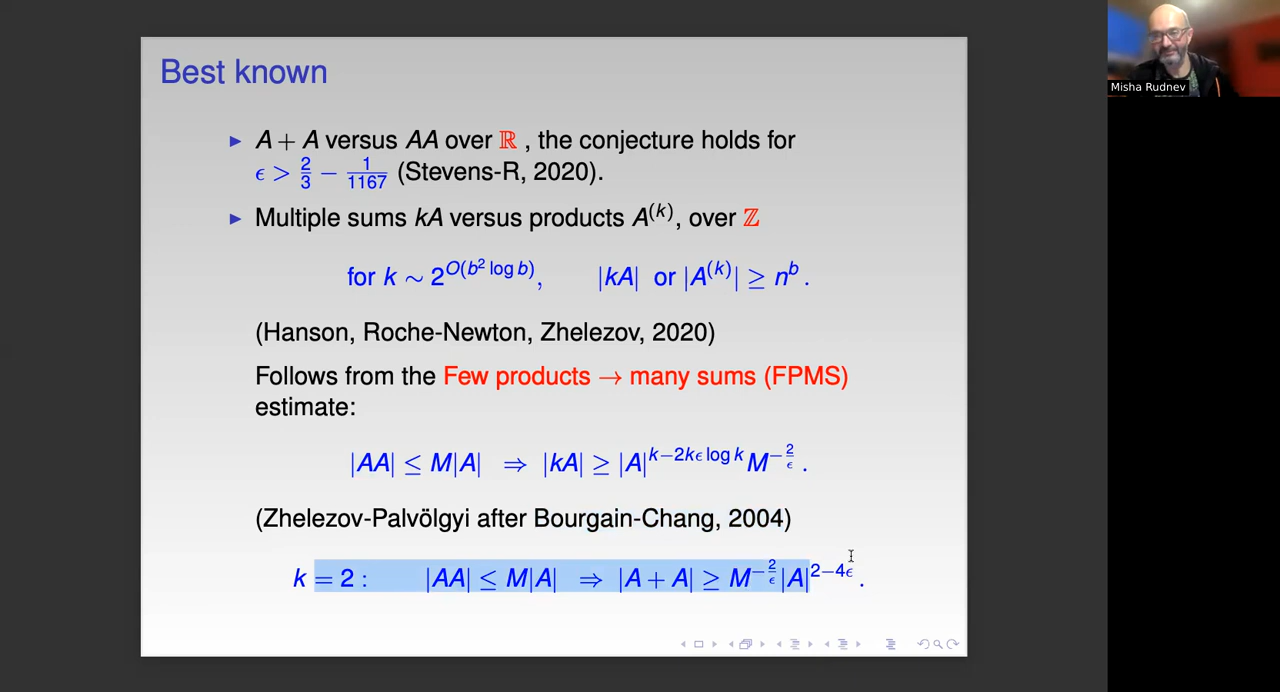 Best known
A + A versus AA over ℝ , the conjecture holds for
ϵ > 2/3 − 1/1167 (Stevens-R, 2020).
Multiple sums kA versus products A^(k), over ℤ
for k ∼ 2^{O(b² log b)}, |kA| or |A^(k)| ≥ n^b .
(Hanson, Roche-Newton, Zhelezov, 2020)
Follows from the Few products → many sums (FPMS)
estimate:
|AA| ≤ M|A| ⇒ |kA| ≥ |A|^{k−2kϵ log k} M^{−2/ϵ} .
(Zhelezov-Palvölgyi after Bourgain-Chang, 2004)
k = 2 : |AA| ≤ M|A| ⇒ |A + A| ≥ M^{−2/ϵ} |A|^{2−4ϵ} .
Misha Rudnev